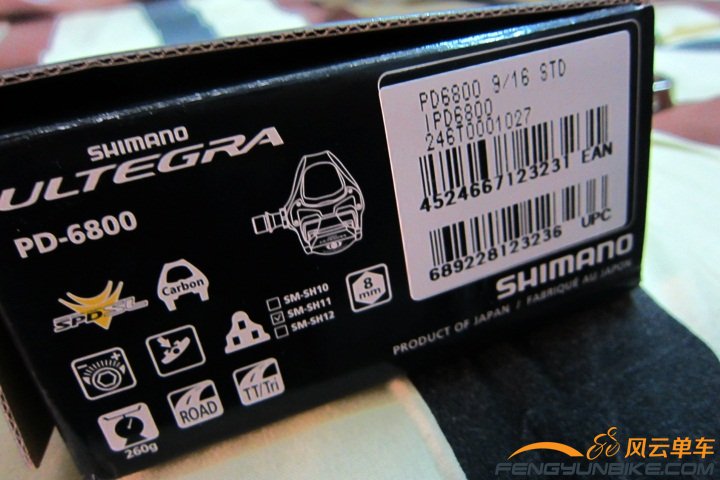 SHIMANO
ULTEGRA
PD-6800
SPD-SL
Carbon
SM-SH10
SM-SH11
SM-SH12
8
mm
ROAD
TT/Tri
260g
PD6800 9/16 STD
IPD6800
246T0001027
4524667123231 EAN
689228123236 UPC
SHIMANO
PRODUCT OF JAPAN / FABRIQUE AU JAPON
风云单车
FENGYUNBIKE.COM